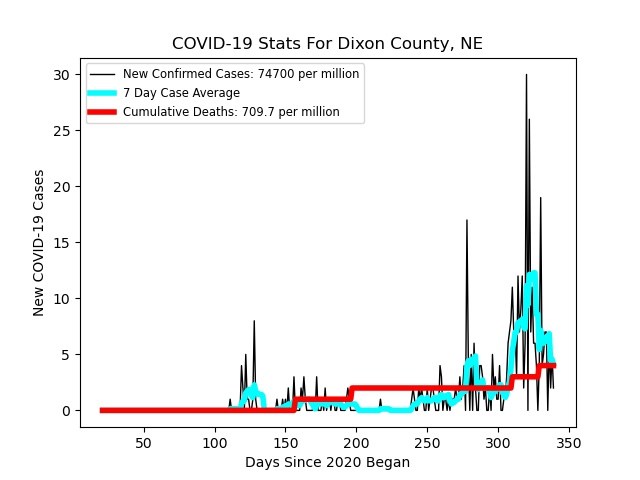 COVID-19 Stats For Dixon County, NE
New Confirmed Cases: 74700 per million
7 Day Case Average
Cumulative Deaths: 709.7 per million
New COVID-19 Cases
30
25
20
15
10
5
0
50 100 150 200 250 300 350
Days Since 2020 Began